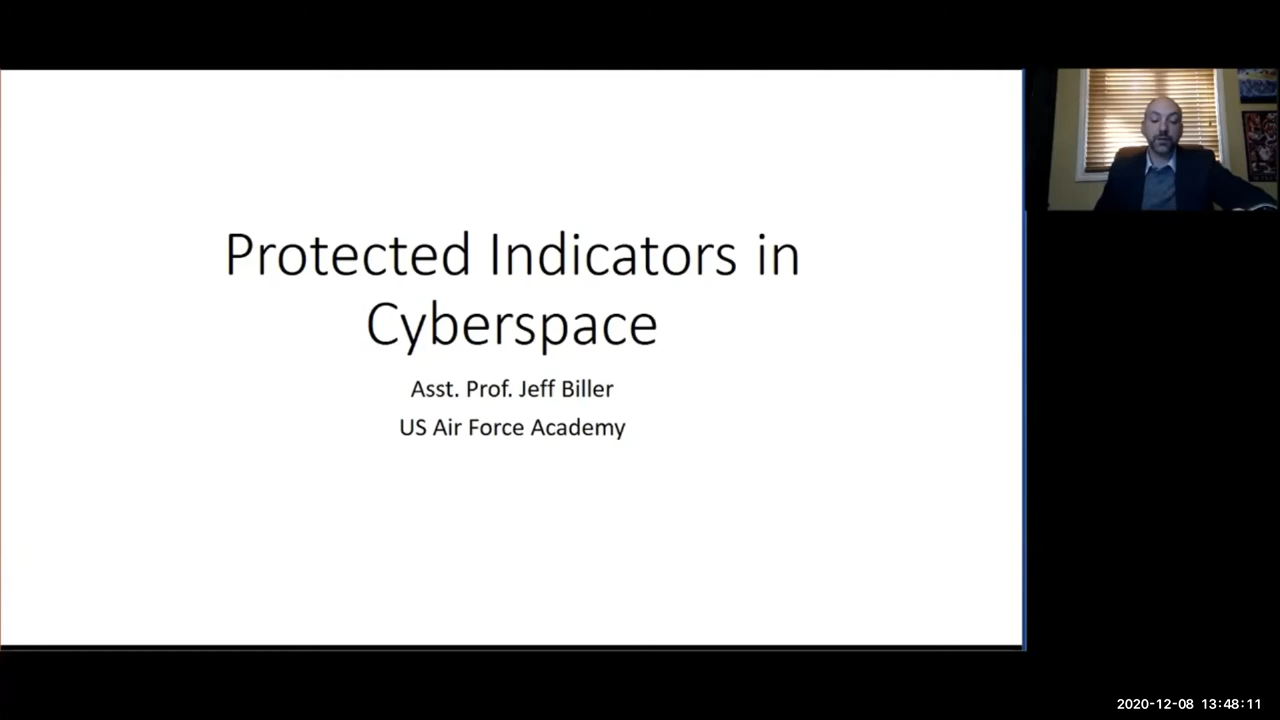 Protected Indicators in
Cyberspace
Asst. Prof. Jeff Biller
US Air Force Academy
2020-12-08 13:48:11